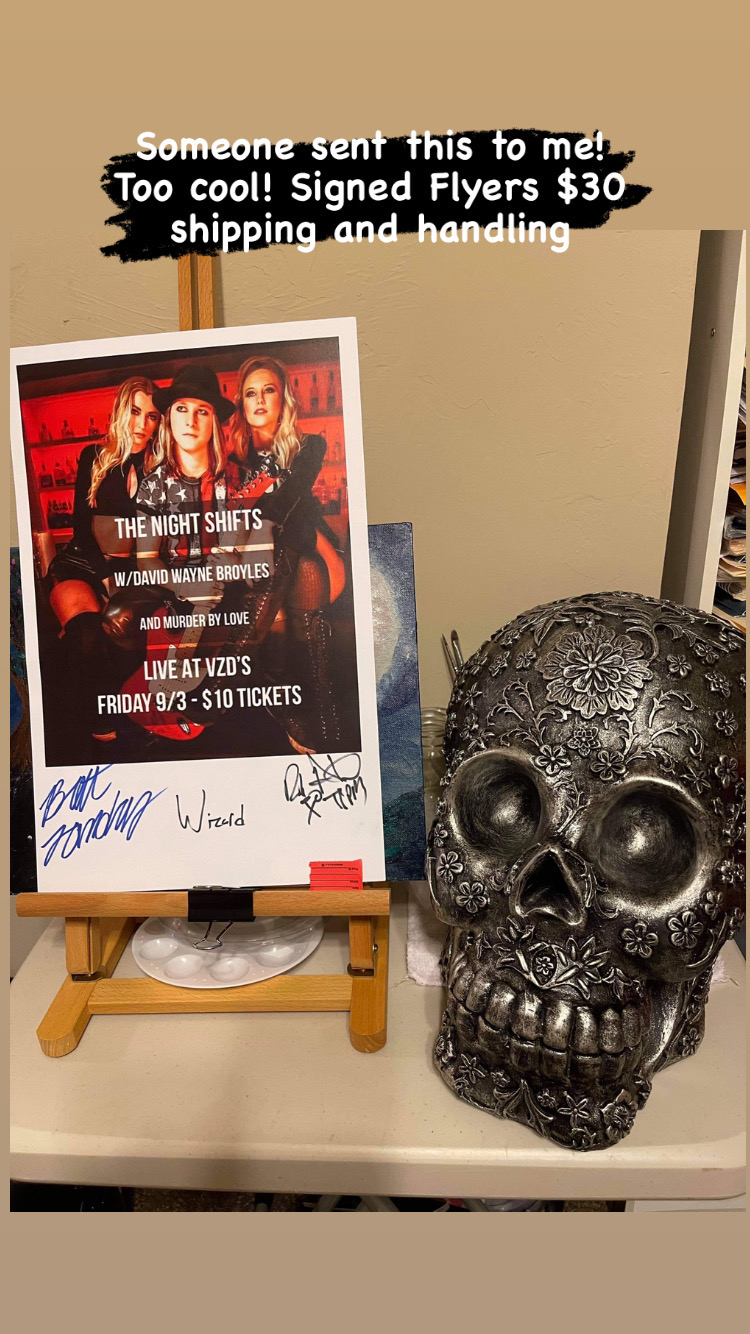 Someone sent this to me!
Too cool! Signed Flyers $30
shipping and handling
THE NIGHT SHIFTS
W/DAVID WAYNE BROYLES
AND MURDER BY LOVE
LIVE AT VZD'S
FRIDAY 9/3 - $10 TICKETS
Wizard